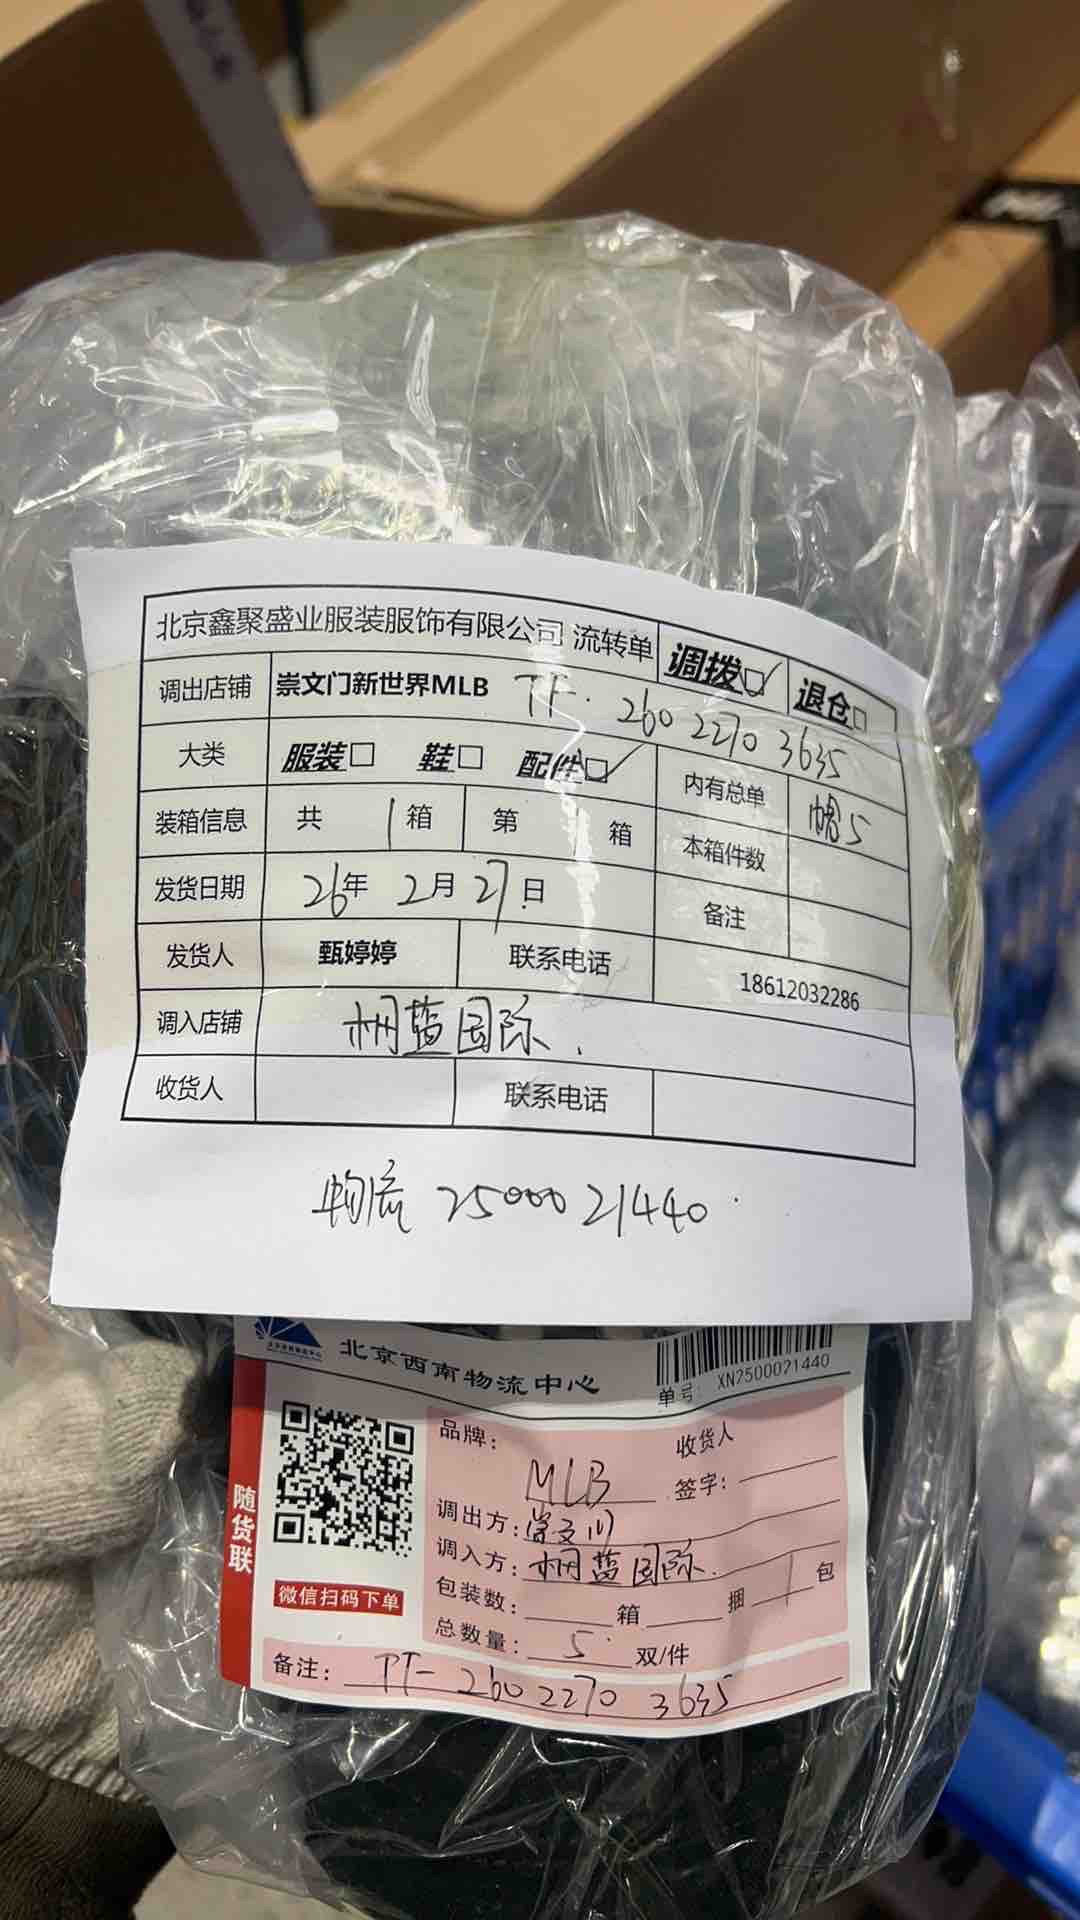 北京鑫聚盛业服装服饰有限公司 流转单 调拨☑ 退仓□
调出店铺 崇文门新世界MLB PT. 260 2270 3635
大类 服装□ 鞋□ 配件☑ 内有总单 帽5
装箱信息 共 1 箱 第 箱 本箱件数
发货日期 26年 2月 27日 备注
发货人 甄婷婷 联系电话 18612032286
调入店铺 栅蓝国际.
收货人 联系电话
物流 2500021440
北京西南物流中心
单号: XN2500021440
随货联
微信扫码下单
品牌: MLB 收货人
签字:
调出方: 崇文门
调入方: 栅蓝国际.
包装数: 箱 捆 1 包
总数量: 5 双/件
备注: PT- 260 2270 3635